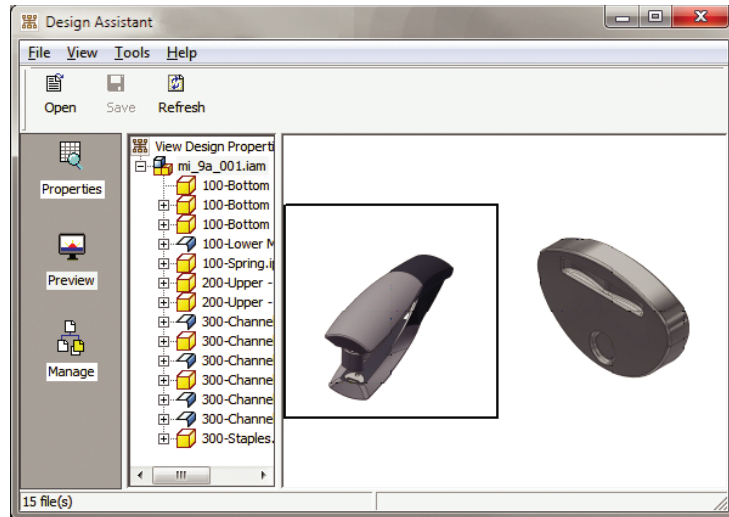 Design Assistant
File View Tools Help
Open Save Refresh
Properties
Preview
Manage
View Design Properti
mi_9a_001.iam
100-Bottom
100-Bottom
100-Bottom
100-Lower M
100-Spring.i
200-Upper -
200-Upper -
300-Channe
300-Channe
300-Channe
300-Channe
300-Channe
300-Channe
300-Staples.
15 file(s)